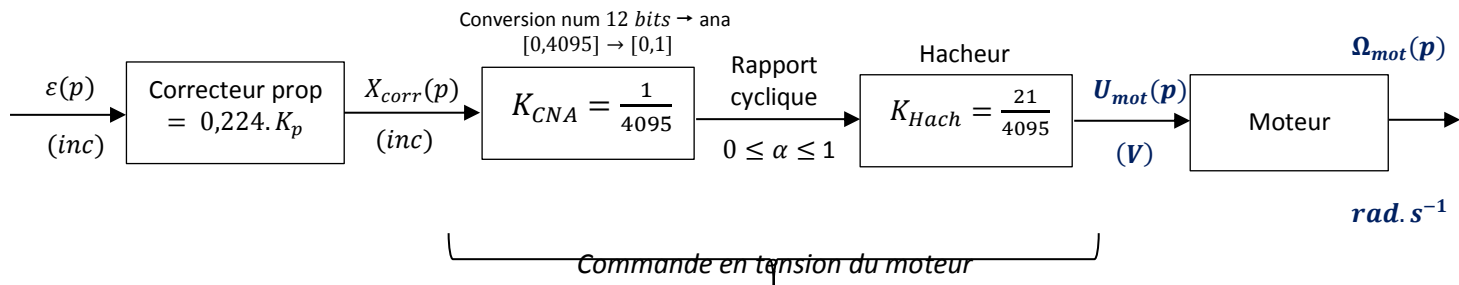 Conversion num 12 bits → ana
[0,4095] → [0,1]
ε(p)
(inc)
Correcteur prop
= 0,224. K_p
X_corr(p)
(inc)
K_CNA = 1/4095
Rapport
cyclique
0 ≤ α ≤ 1
Hacheur
K_Hach = 21/4095
U_mot(p)
(V)
Moteur
Ω_mot(p)
rad. s⁻¹
Commande en tension du moteur